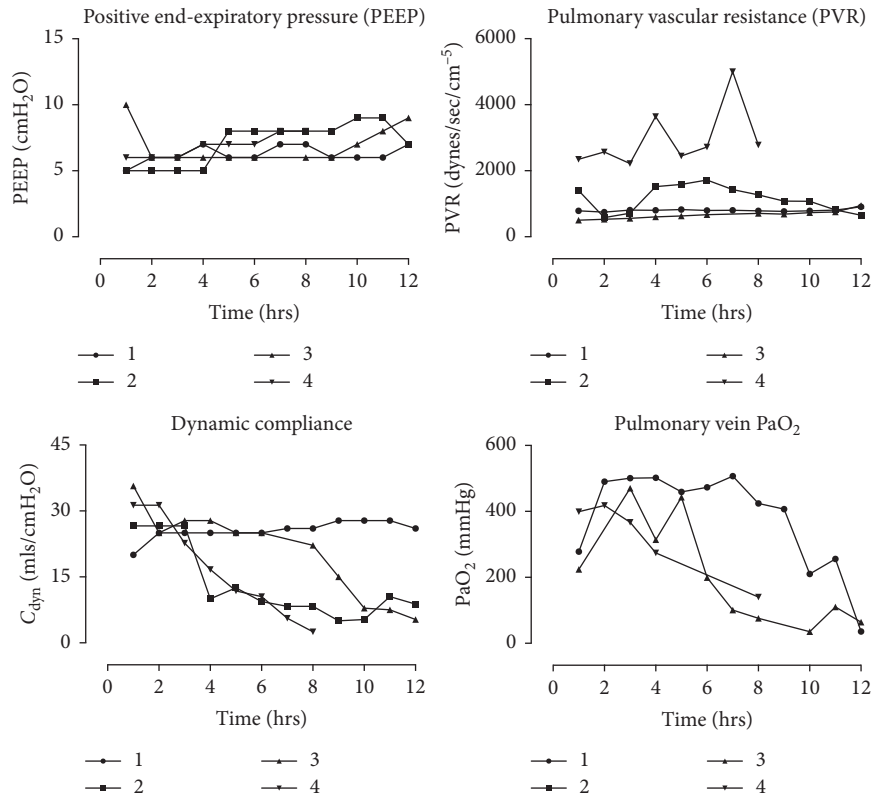 Positive end-expiratory pressure (PEEP)
15
10
5
0
PEEP (cmH₂O)
0 2 4 6 8 10 12
Time (hrs)
1 3
2 4
Pulmonary vascular resistance (PVR)
6000
4000
2000
0
PVR (dynes/sec/cm⁻⁵)
0 2 4 6 8 10 12
Time (hrs)
1 3
2 4
Dynamic compliance
45
30
15
0
C_dyn (mls/cmH₂O)
0 2 4 6 8 10 12
Time (hrs)
1 3
2 4
Pulmonary vein PaO₂
600
400
200
0
PaO₂ (mmHg)
0 2 4 6 8 10 12
Time (hrs)
1 3
2 4